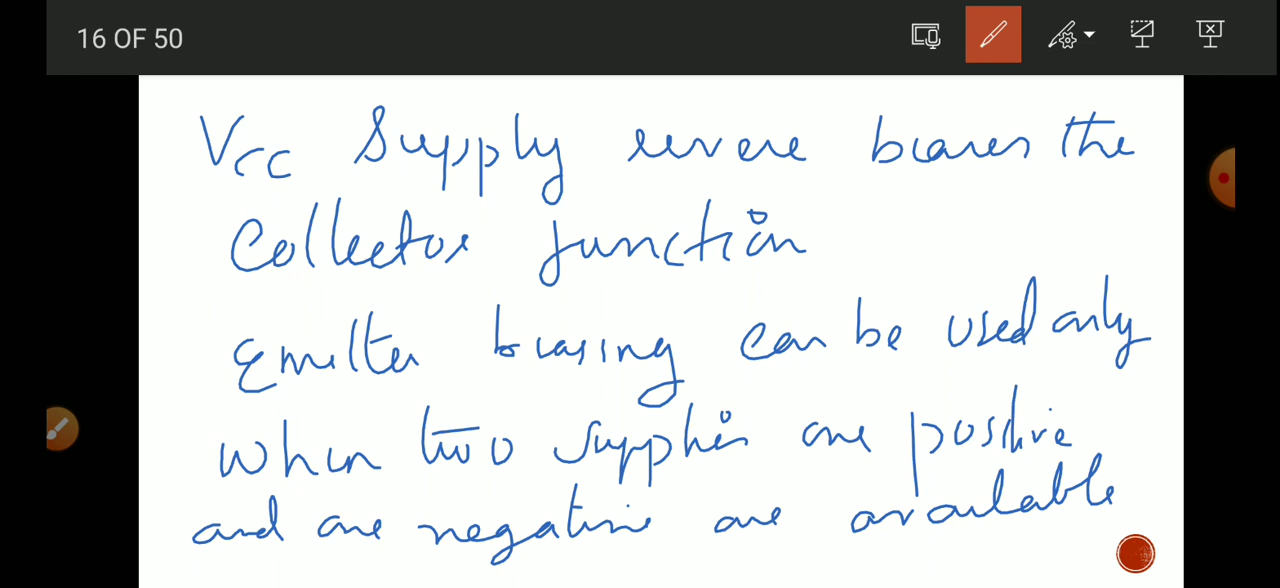 16 OF 50
Vcc Supply revere biases the
Collector junction
Emitter biasing can be used only
when two supplies one positive
and one negative are available